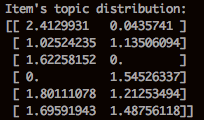 Item's topic distribution:
[[ 2.4129931   0.0435741 ]
 [ 1.02524235  1.13506094]
 [ 1.62258152  0.        ]
 [ 0.          1.54526337]
 [ 1.80111078  1.21253494]
 [ 1.69591943  1.48756118]]